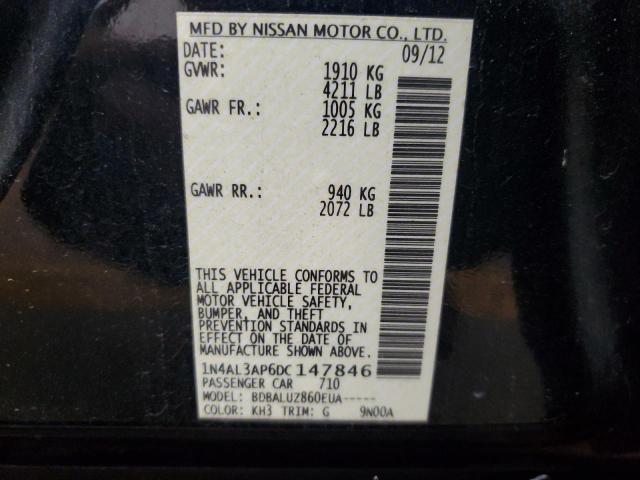 MFD BY NISSAN MOTOR CO., LTD.
DATE: 09/12
GVWR: 1910 KG
4211 LB
GAWR FR.: 1005 KG
2216 LB
GAWR RR.: 940 KG
2072 LB
THIS VEHICLE CONFORMS TO
ALL APPLICABLE FEDERAL
MOTOR VEHICLE SAFETY,
BUMPER, AND THEFT
PREVENTION STANDARDS IN
EFFECT ON THE DATE OF
MANUFACTURE SHOWN ABOVE.
1N4AL3AP6DC147846
PASSENGER CAR 710
MODEL: BDBALUZ860EUA-----
COLOR: KH3 TRIM: G 9N00A